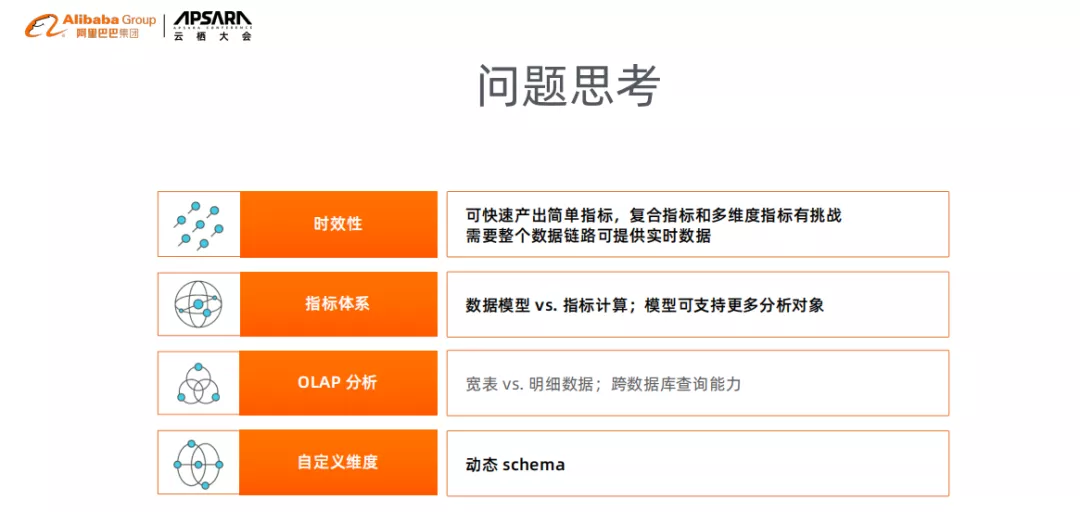 Alibaba Group
阿里巴巴集团
APSARA
APSARA CONFERENCE
云栖大会
问题思考
时效性
可快速产出简单指标，复合指标和多维度指标有挑战
需要整个数据链路可提供实时数据
指标体系
数据模型 vs. 指标计算；模型可支持更多分析对象
OLAP 分析
宽表 vs. 明细数据；跨数据库查询能力
自定义维度
动态 schema